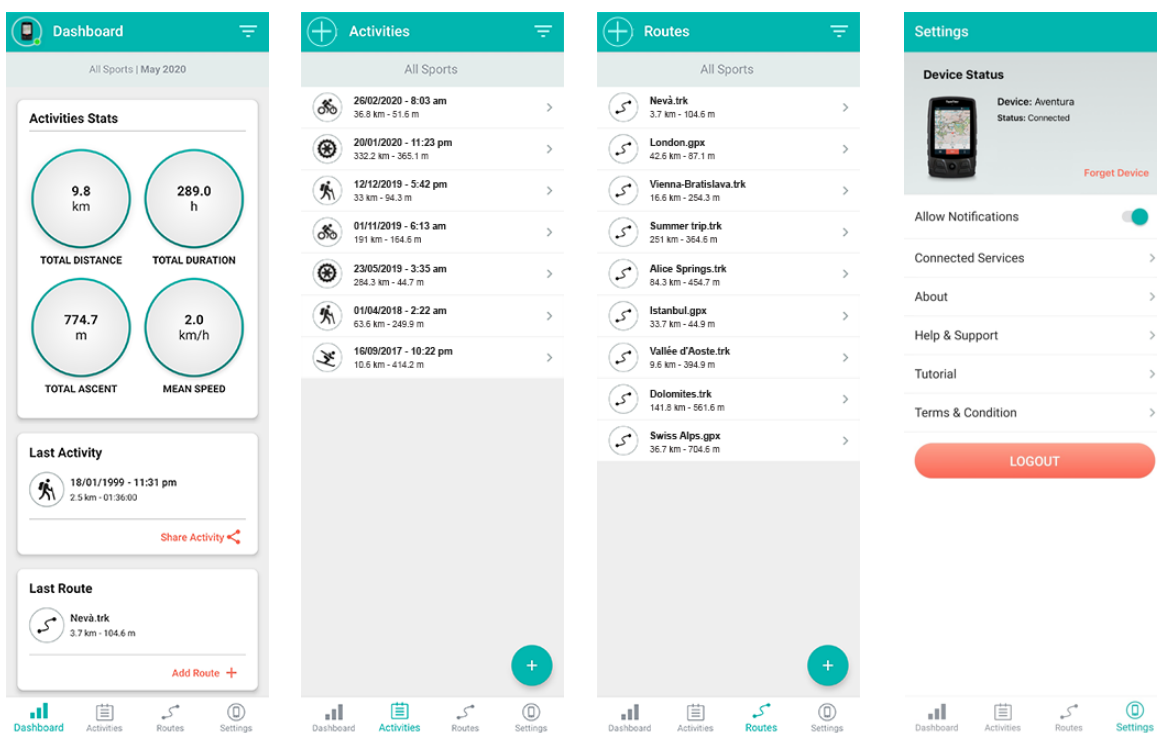 Dashboard
All Sports | May 2020
Activities Stats
9.8
km
289.0
h
TOTAL DISTANCE
TOTAL DURATION
774.7
m
2.0
km/h
TOTAL ASCENT
MEAN SPEED
Last Activity
18/01/1999 - 11:31 pm
2.5 km - 01:36:00
Share Activity
Last Route
Nevà.trk
3.7 km - 104.6 m
Add Route +
Dashboard
Activities
Routes
Settings
Activities
All Sports
26/02/2020 - 8:03 am
36.8 km - 51.6 m
20/01/2020 - 11:23 pm
332.2 km - 365.1 m
12/12/2019 - 5:42 pm
33 km - 94.3 m
01/11/2019 - 6:13 am
191 km - 164.6 m
23/05/2019 - 3:35 am
284.3 km - 44.7 m
01/04/2018 - 2:22 am
63.6 km - 249.9 m
16/09/2017 - 10:22 pm
10.6 km - 414.2 m
Dashboard
Activities
Routes
Settings
Routes
All Sports
Nevà.trk
3.7 km - 104.6 m
London.gpx
42.6 km - 87.1 m
Vienna-Bratislava.trk
16.6 km - 254.3 m
Summer trip.trk
251 km - 364.6 m
Alice Springs.trk
84.3 km - 454.7 m
Istanbul.gpx
33.7 km - 44.9 m
Vallée d'Aoste.trk
9.6 km - 394.9 m
Dolomites.trk
141.8 km - 561.6 m
Swiss Alps.gpx
36.7 km - 704.6 m
Dashboard
Activities
Routes
Settings
Settings
Device Status
Device: Aventura
Status: Connected
Forget Device
Allow Notifications
Connected Services
About
Help & Support
Tutorial
Terms & Condition
LOGOUT
Dashboard
Activities
Routes
Settings